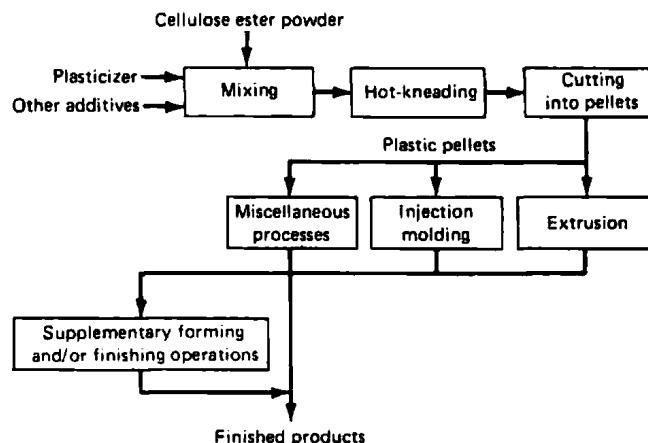 Cellulose ester powder
Plasticizer
Other additives
Mixing
Hot-kneading
Cutting
into pellets
Plastic pellets
Miscellaneous
processes
Injection
molding
Extrusion
Supplementary forming
and/or finishing operations
Finished products